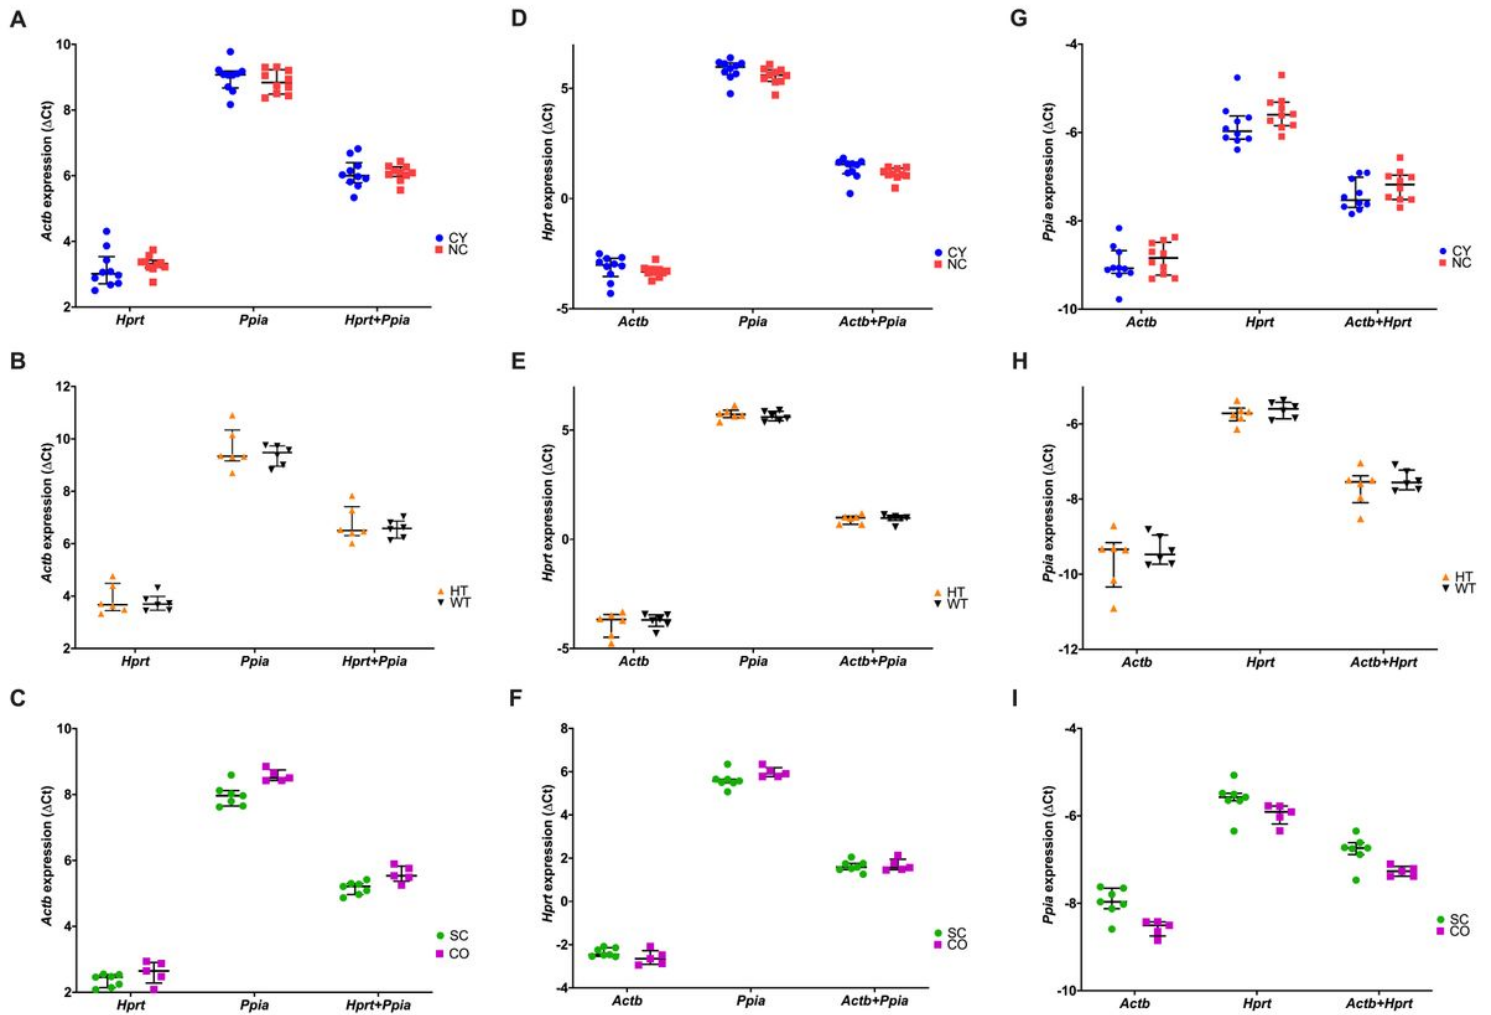 A
Actb expression (ΔCt)
10
8
6
4
2
Hprt
Ppia
Hprt+Ppia
CY
NC
D
Hprt expression (ΔCt)
5
0
-5
Actb
Ppia
Actb+Ppia
CY
NC
G
Ppia expression (ΔCt)
-4
-6
-8
-10
Actb
Hprt
Actb+Hprt
CY
NC
B
Actb expression (ΔCt)
12
10
8
6
4
2
Hprt
Ppia
Hprt+Ppia
HT
WT
E
Hprt expression (ΔCt)
5
0
-5
Actb
Ppia
Actb+Ppia
HT
WT
H
Ppia expression (ΔCt)
-6
-8
-10
-12
Actb
Hprt
Actb+Hprt
HT
WT
C
Actb expression (ΔCt)
10
8
6
4
2
Hprt
Ppia
Hprt+Ppia
SC
CO
F
Hprt expression (ΔCt)
8
6
4
2
0
-2
-4
Actb
Ppia
Actb+Ppia
SC
CO
I
Ppia expression (ΔCt)
-4
-6
-8
-10
Actb
Hprt
Actb+Hprt
SC
CO